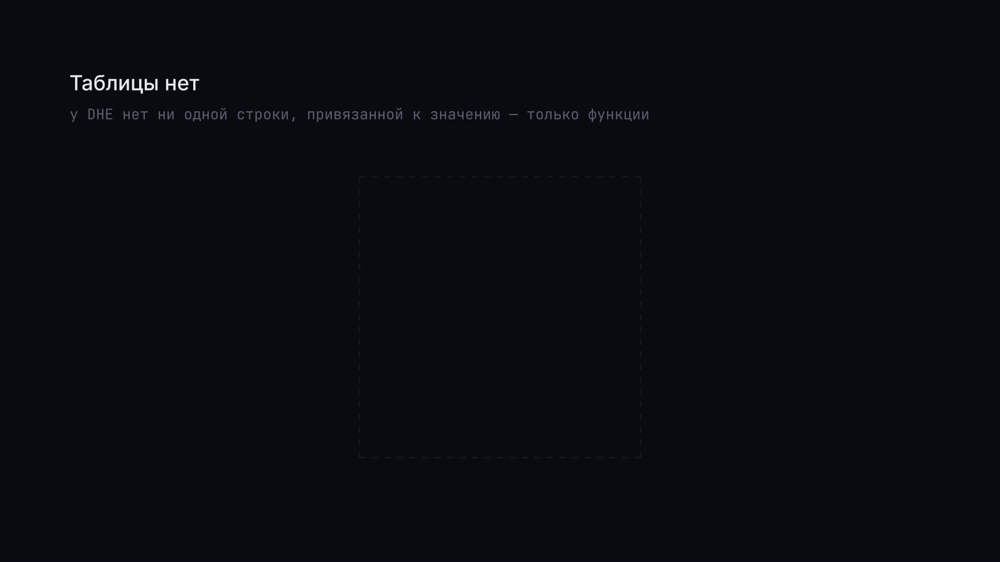 Таблицы нет
у DHE нет ни одной строки, привязанной к значению — только функции